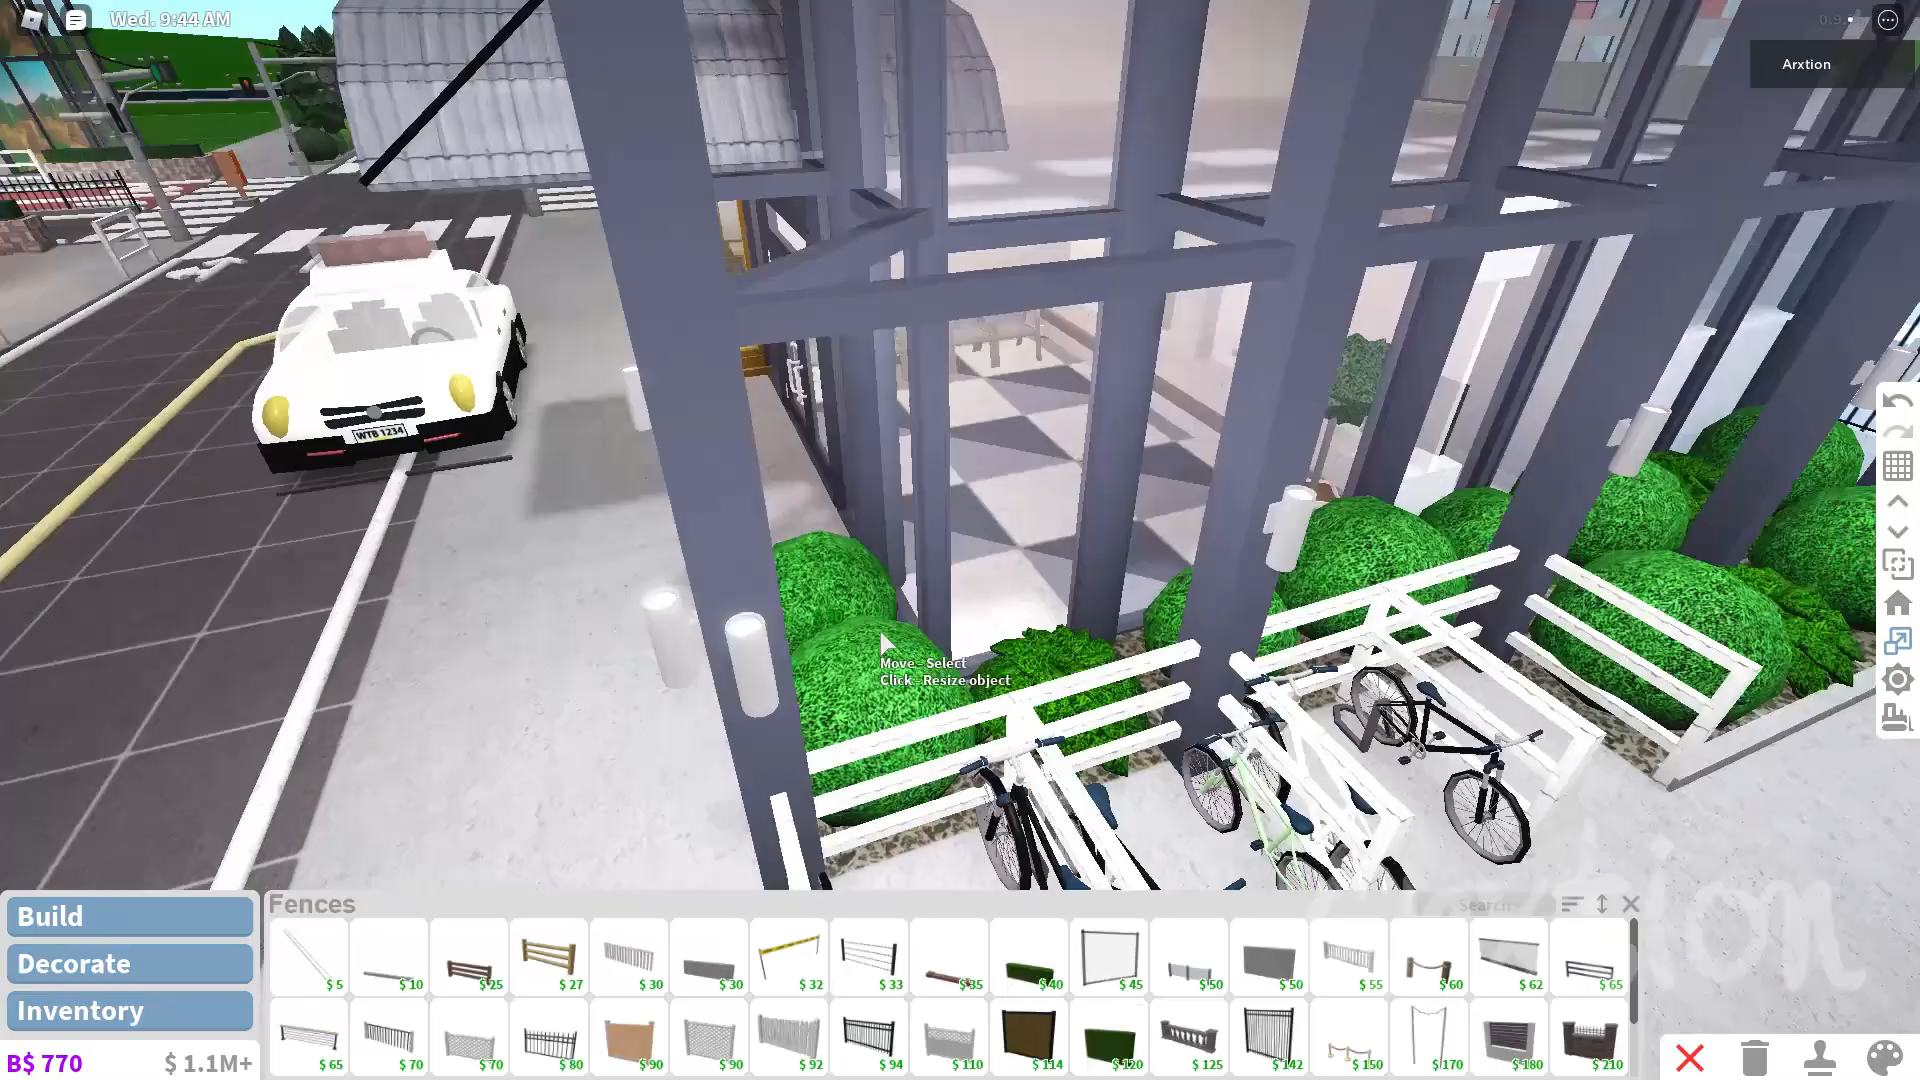 Wed. 9:44 AM
0.9.
Arxtion
WTB 1234
Move - Select
Click - Resize object
Build
Decorate
Inventory
B$ 770
$ 1.1M+
Fences
Search
$ 5
$ 10
$ 25
$ 27
$ 30
$ 30
$ 32
$ 33
$ 35
$ 40
$ 45
$ 50
$ 50
$ 55
$ 60
$ 62
$ 65
$ 65
$ 70
$ 70
$ 80
$ 90
$ 90
$ 92
$ 94
$ 110
$ 114
$ 120
$ 125
$ 142
$ 150
$ 170
$ 180
$ 210